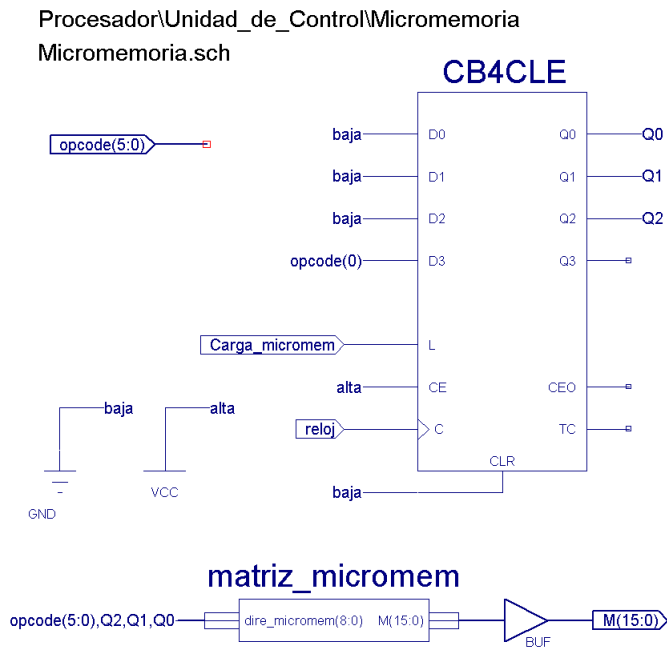 Procesador\Unidad_de_Control\Micromemoria
Micromemoria.sch
CB4CLE
opcode(5:0)
baja D0 Q0 Q0
baja D1 Q1 Q1
baja D2 Q2 Q2
opcode(0) D3 Q3
Carga_micromem L
alta CE CEO
reloj C TC
CLR
baja
baja alta
GND
VCC
matriz_micromem
opcode(5:0),Q2,Q1,Q0 dire_micromem(8:0) M(15:0) M(15:0)
BUF